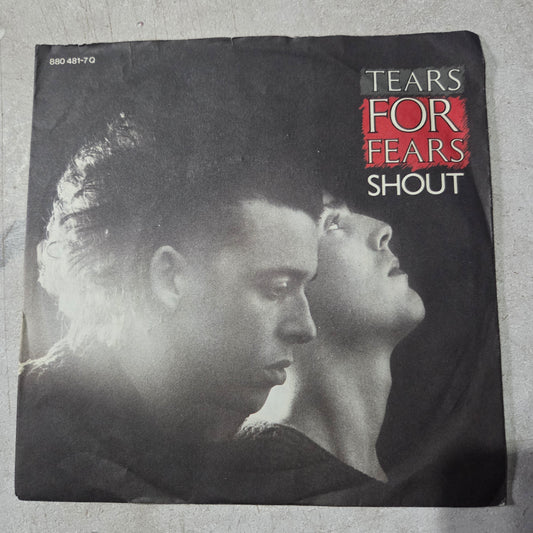 880 481-7 Q
TEARS
FOR
FEARS
SHOUT